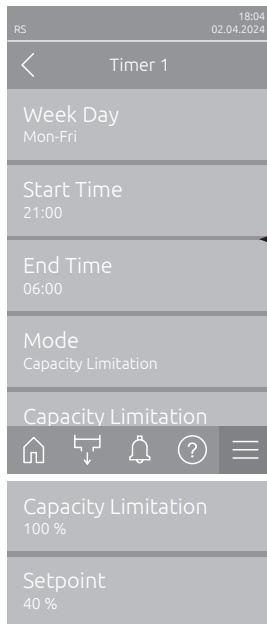 18:04
RS 02.04.2024
Timer 1
Week Day
Mon-Fri
Start Time
21:00
End Time
06:00
Mode
Capacity Limitation
Capacity Limitation
?
Capacity Limitation
100 %
Setpoint
40 %